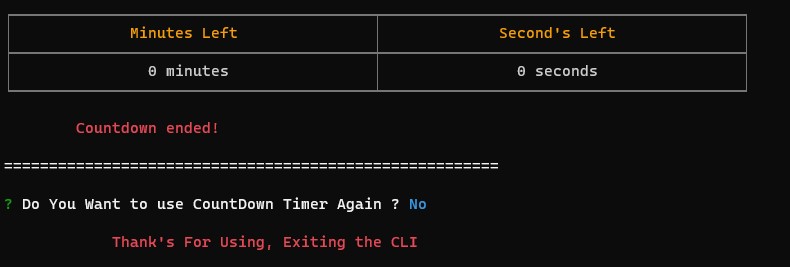 Minutes Left Second's Left
0 minutes 0 seconds
Countdown ended!
=======================================================
? Do You Want to use CountDown Timer Again ? No
Thank's For Using, Exiting the CLI